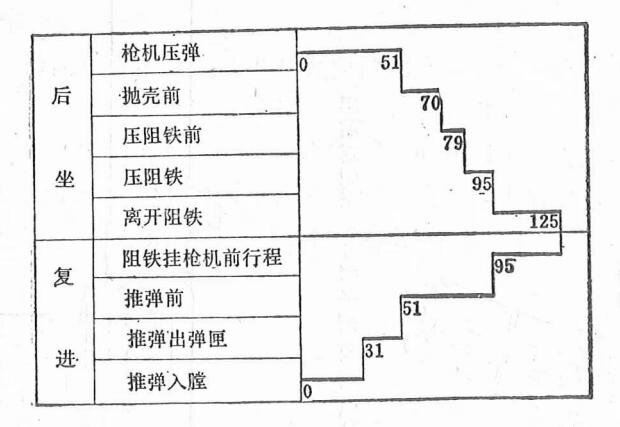 后坐
枪机压弹
0 51
抛壳前
70
压阻铁前
79
压阻铁
95
离开阻铁
125
复进
阻铁挂枪机前行程
95
推弹前
51
推弹出弹匣
31
推弹入膛
0